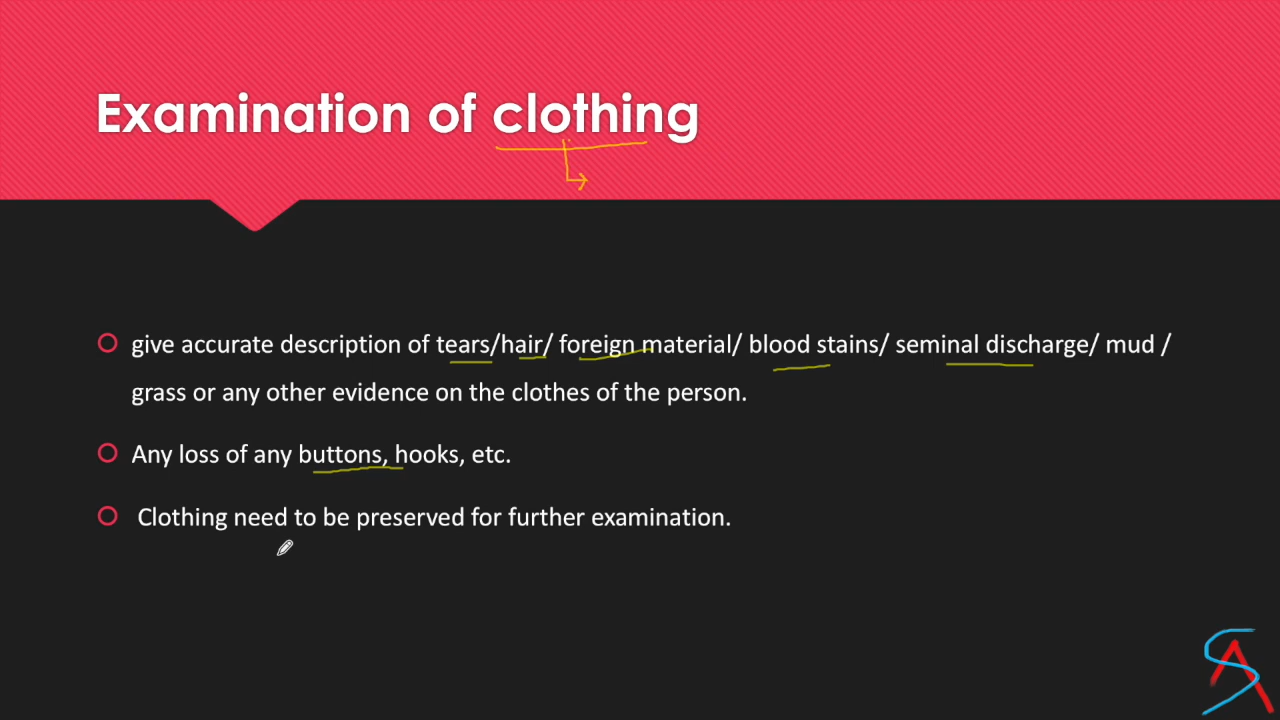 Examination of clothing
give accurate description of tears/hair/ foreign material/ blood stains/ seminal discharge/ mud /
grass or any other evidence on the clothes of the person.
Any loss of any buttons, hooks, etc.
Clothing need to be preserved for further examination.
SA